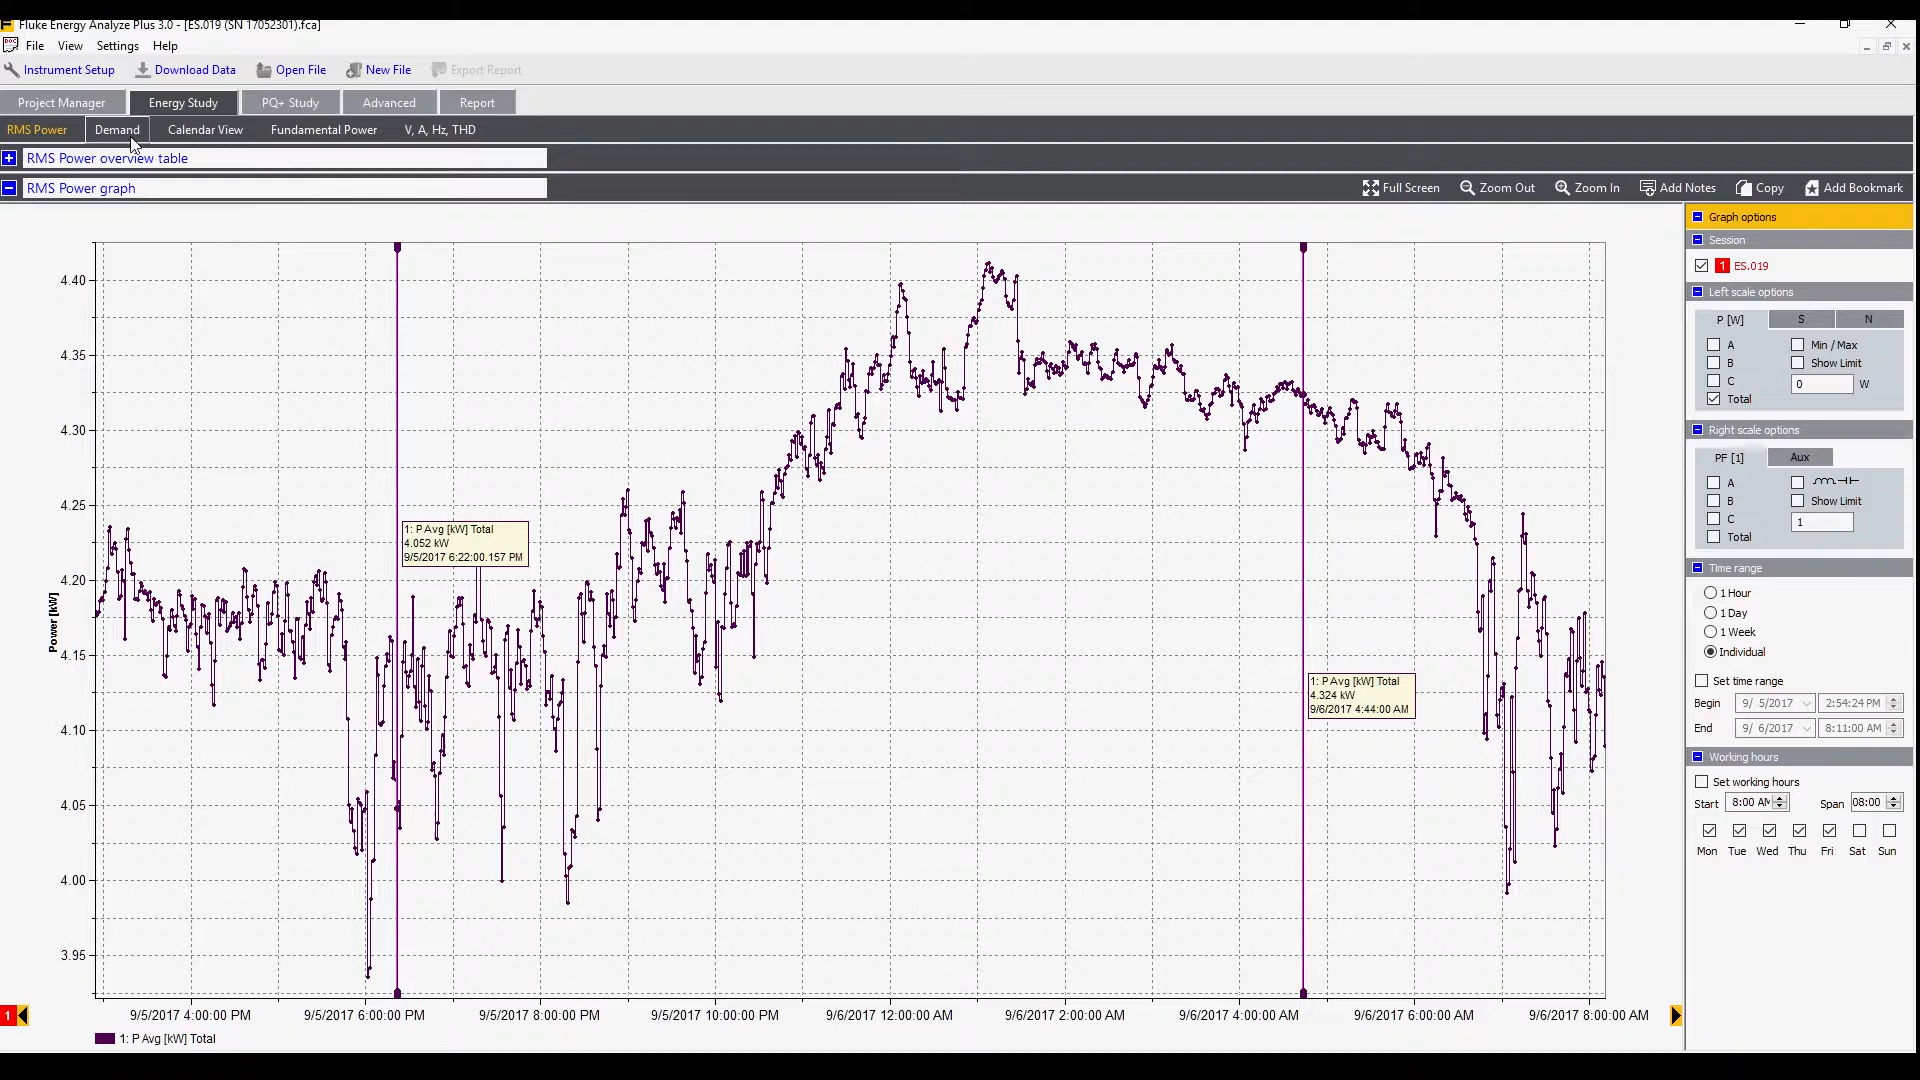 Fluke Energy Analyze Plus 3.0 - [ES.019 (SN 17052301).fca]
File View Settings Help
Instrument Setup Download Data Open File New File Export Report
Project Manager Energy Study PQ+ Study Advanced Report
RMS Power Demand Calendar View Fundamental Power V, A, Hz, THD
RMS Power overview table
RMS Power graph Full Screen Zoom Out Zoom In Add Notes Copy Add Bookmark
Graph options
Session
1 ES.019
Left scale options
P [W] S N
A Min / Max
B Show Limit
C 0 W
Total
Right scale options
PF [1] Aux
A
B Show Limit
C 1
Total
Time range
1 Hour
1 Day
1 Week
Individual
Set time range
Begin 9/ 5/2017 2:54:24 PM
End 9/ 6/2017 8:11:00 AM
Working hours
Set working hours
Start 8:00 AM Span 08:00
Mon Tue Wed Thu Fri Sat Sun
Power [kW]
4.40
4.35
4.30
4.25
4.20
4.15
4.10
4.05
4.00
3.95
1: P Avg [kW] Total
4.052 kW
9/5/2017 6:22:00.157 PM
1: P Avg [kW] Total
4.324 kW
9/6/2017 4:44:00 AM
1
9/5/2017 4:00:00 PM 9/5/2017 6:00:00 PM 9/5/2017 8:00:00 PM 9/5/2017 10:00:00 PM 9/6/2017 12:00:00 AM 9/6/2017 2:00:00 AM 9/6/2017 4:00:00 AM 9/6/2017 6:00:00 AM 9/6/2017 8:00:00 AM
1: P Avg [kW] Total